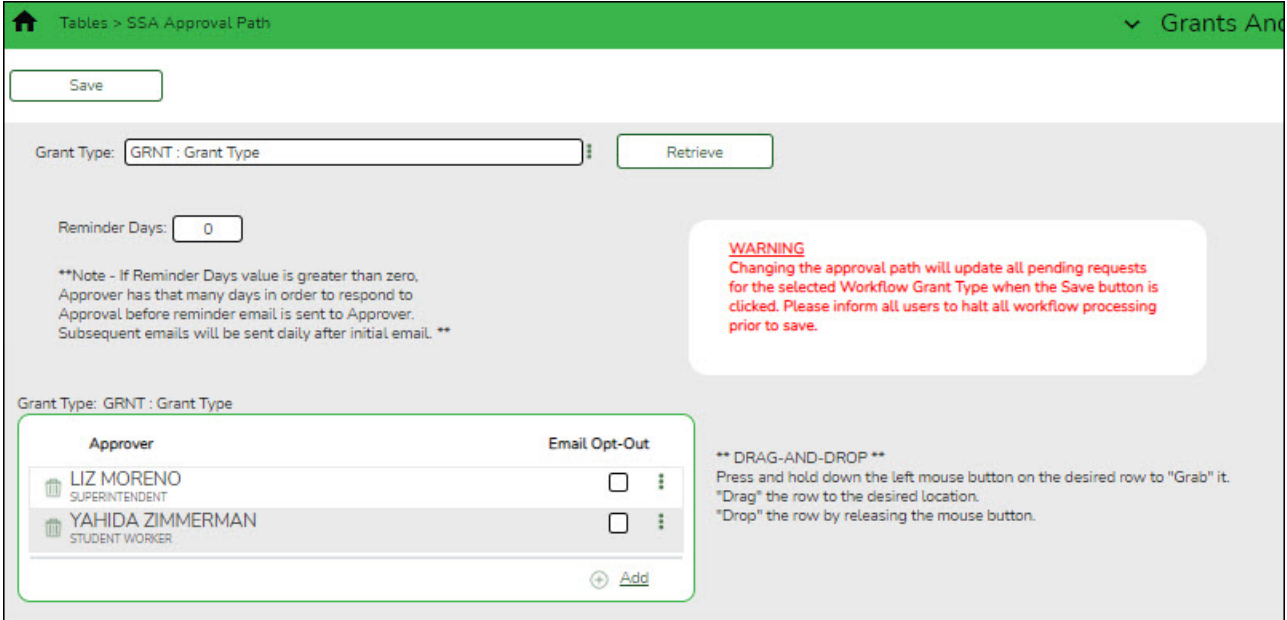 Tables > SSA Approval Path
Grants And
Save
Grant Type: GRNT : Grant Type
Retrieve
Reminder Days: 0
**Note - If Reminder Days value is greater than zero,
Approver has that many days in order to respond to
Approval before reminder email is sent to Approver.
Subsequent emails will be sent daily after initial email. **
WARNING
Changing the approval path will update all pending requests
for the selected Workflow Grant Type when the Save button is
clicked. Please inform all users to halt all workflow processing
prior to save.
Grant Type: GRNT : Grant Type
Approver Email Opt-Out
LIZ MORENO
SUPERINTENDENT
YAHIDA ZIMMERMAN
STUDENT WORKER
Add
** DRAG-AND-DROP **
Press and hold down the left mouse button on the desired row to "Grab" it.
"Drag" the row to the desired location.
"Drop" the row by releasing the mouse button.